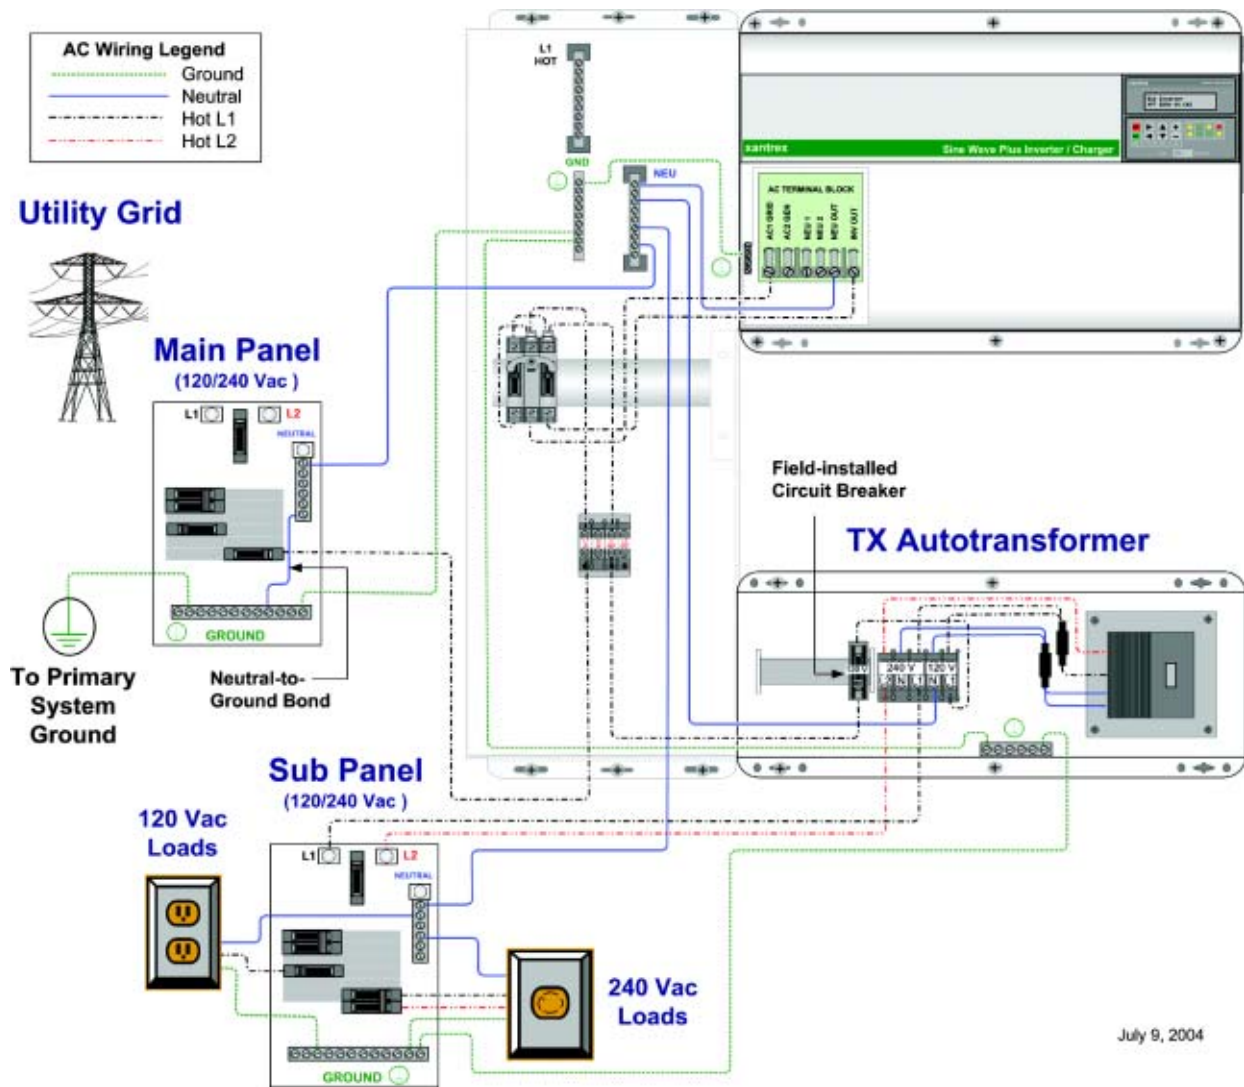 AC Wiring Legend
Ground
Neutral
Hot L1
Hot L2
L1
HOT
GND
NEU
xantrex
Sine Wave Plus Inverter / Charger
AC TERMINAL BLOCK
AC1 GRID
AC2 GEN
NEU 1
NEU 2
NEU OUT
INV OUT
Utility Grid
Main Panel
(120/240 Vac )
L1
L2
NEUTRAL
GROUND
To Primary
System
Ground
Neutral-to-
Ground Bond
Field-installed
Circuit Breaker
TX Autotransformer
240 V
120 V
L2 N L1 N L1
Sub Panel
(120/240 Vac )
120 Vac
Loads
L1
L2
NEUTRAL
GROUND
240 Vac
Loads
July 9, 2004